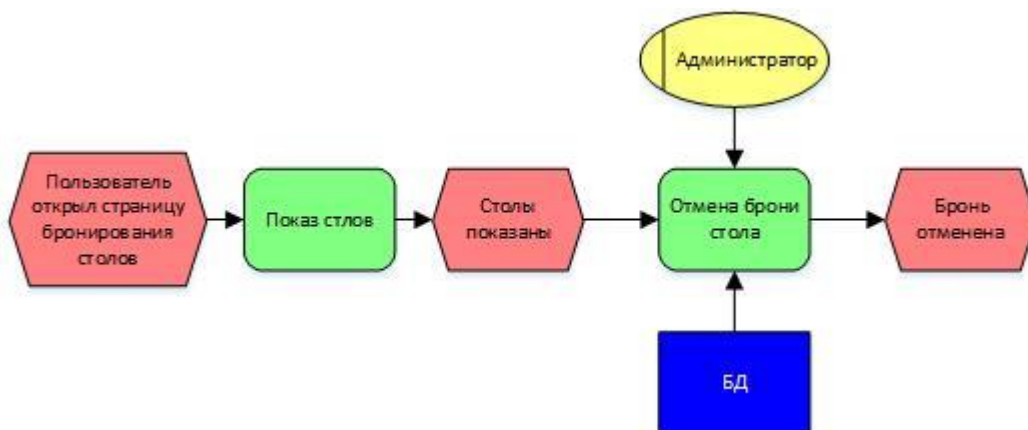 Администратор
Пользователь
открыл страницу
бронирования
столов
Показ стлов
Столы
показаны
Отмена брони
стола
Бронь
отменена
БД